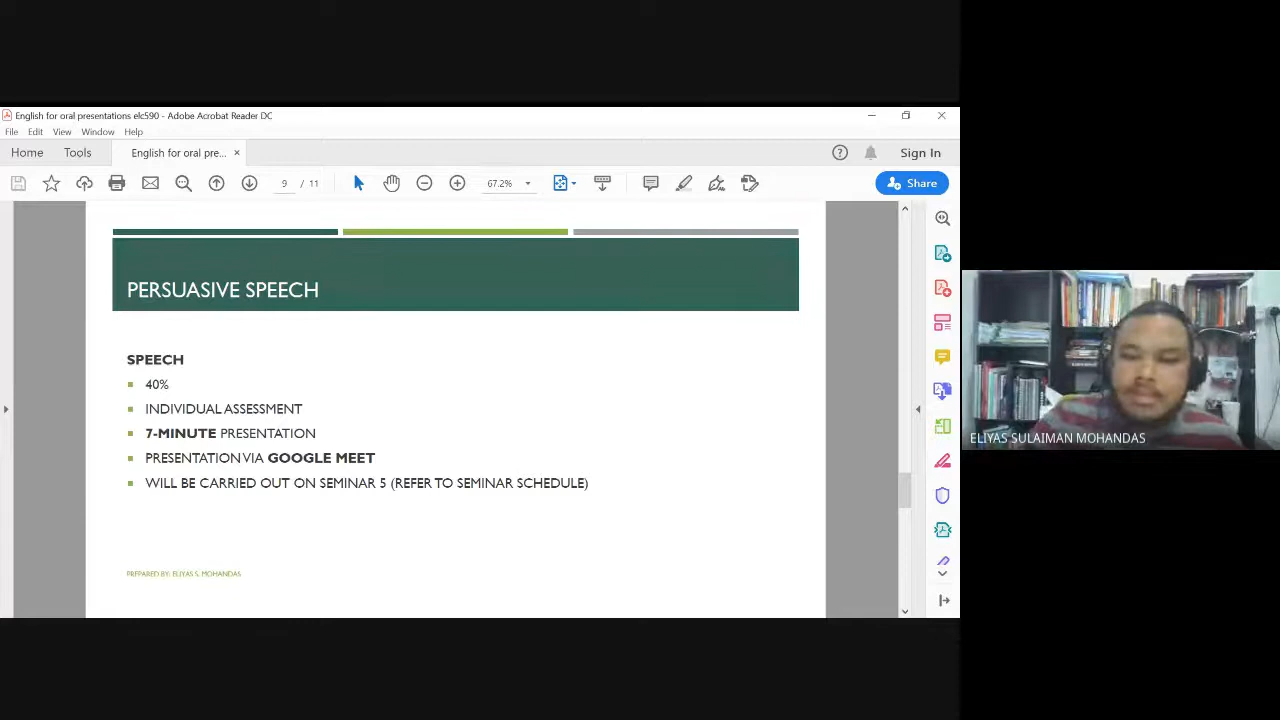 English for oral presentations elc590 - Adobe Acrobat Reader DC
File Edit View Window Help
Home Tools English for oral pre... × Sign In
9 / 11 67.2% Share
PERSUASIVE SPEECH
SPEECH
40%
INDIVIDUAL ASSESSMENT
7-MINUTE PRESENTATION
PRESENTATION VIA GOOGLE MEET
WILL BE CARRIED OUT ON SEMINAR 5 (REFER TO SEMINAR SCHEDULE)
PREPARED BY: ELIYAS S. MOHANDAS
ELIYAS SULAIMAN MOHANDAS